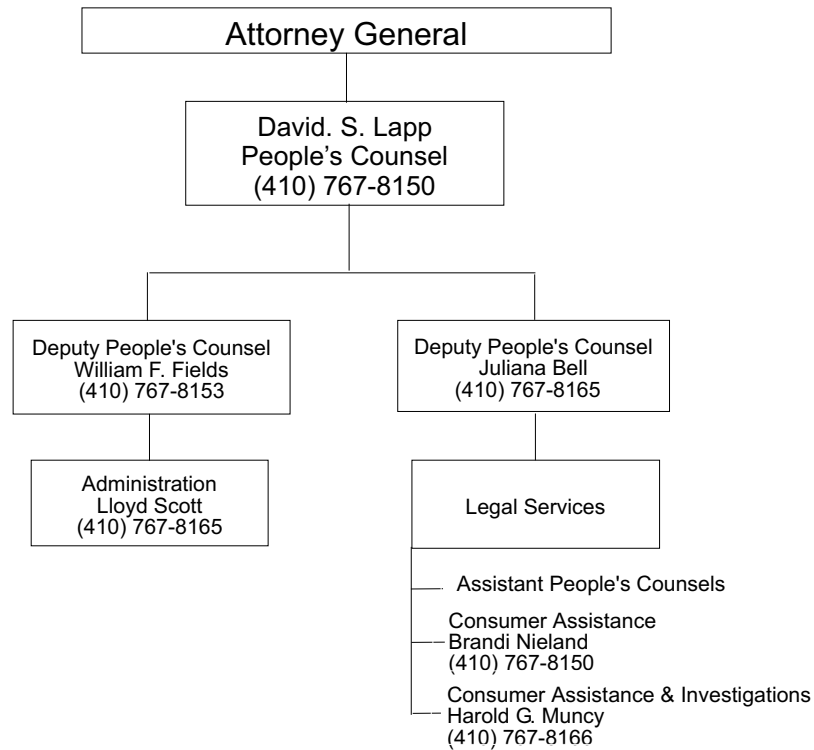 Attorney General
David. S. Lapp
People’s Counsel
(410) 767-8150
Deputy People's Counsel
William F. Fields
(410) 767-8153
Deputy People's Counsel
Juliana Bell
(410) 767-8165
Administration
Lloyd Scott
(410) 767-8165
Legal Services
Assistant People's Counsels
Consumer Assistance
Brandi Nieland
(410) 767-8150
Consumer Assistance & Investigations
Harold G. Muncy
(410) 767-8166